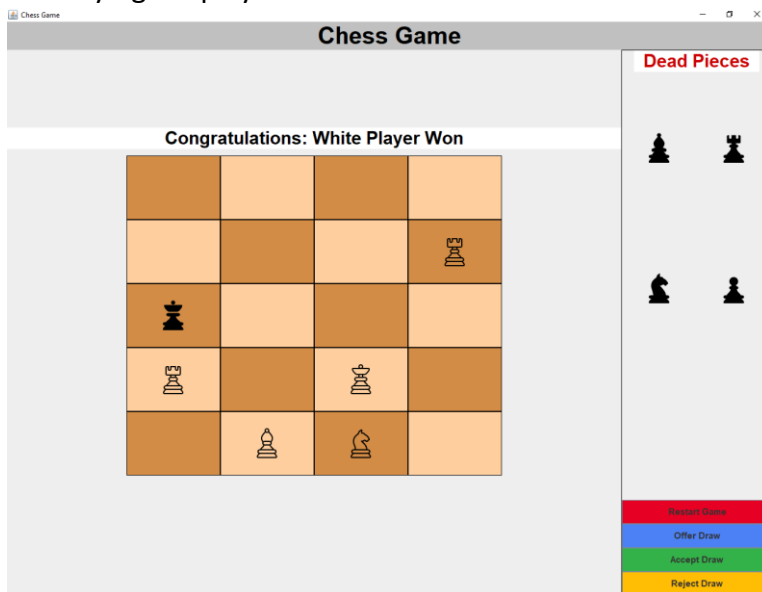 Chess Game
Chess Game
Dead Pieces
Congratulations: White Player Won
Restart Game
Offer Draw
Accept Draw
Reject Draw